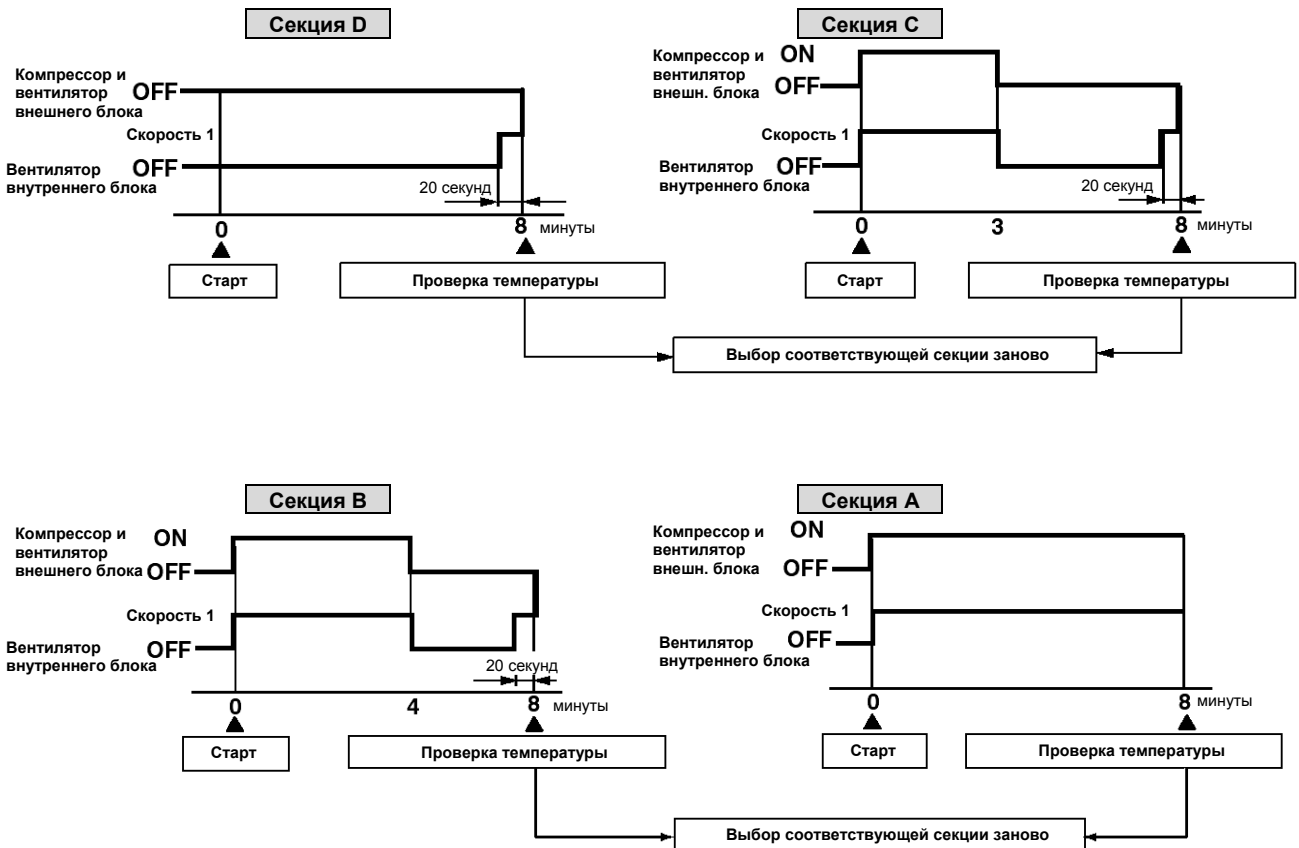 Секция D
Компрессор и
вентилятор
внешнего блока
OFF
Скорость 1
Вентилятор
внутреннего блока
OFF
20 секунд
0
8 минуты
Старт
Проверка температуры
Секция C
Компрессор и
вентилятор
внешн. блока
ON
OFF
Скорость 1
Вентилятор
внутреннего блока
OFF
20 секунд
0
3
8 минуты
Старт
Проверка температуры
Выбор соответствующей секции заново
Секция B
Компрессор и
вентилятор
внешнего блока
ON
OFF
Скорость 1
Вентилятор
внутреннего блока
OFF
20 секунд
0
4
8 минуты
Старт
Проверка температуры
Секция A
Компрессор и
вентилятор
внешн. блока
ON
OFF
Скорость 1
Вентилятор
внутреннего блока
OFF
0
8 минуты
Старт
Проверка температуры
Выбор соответствующей секции заново